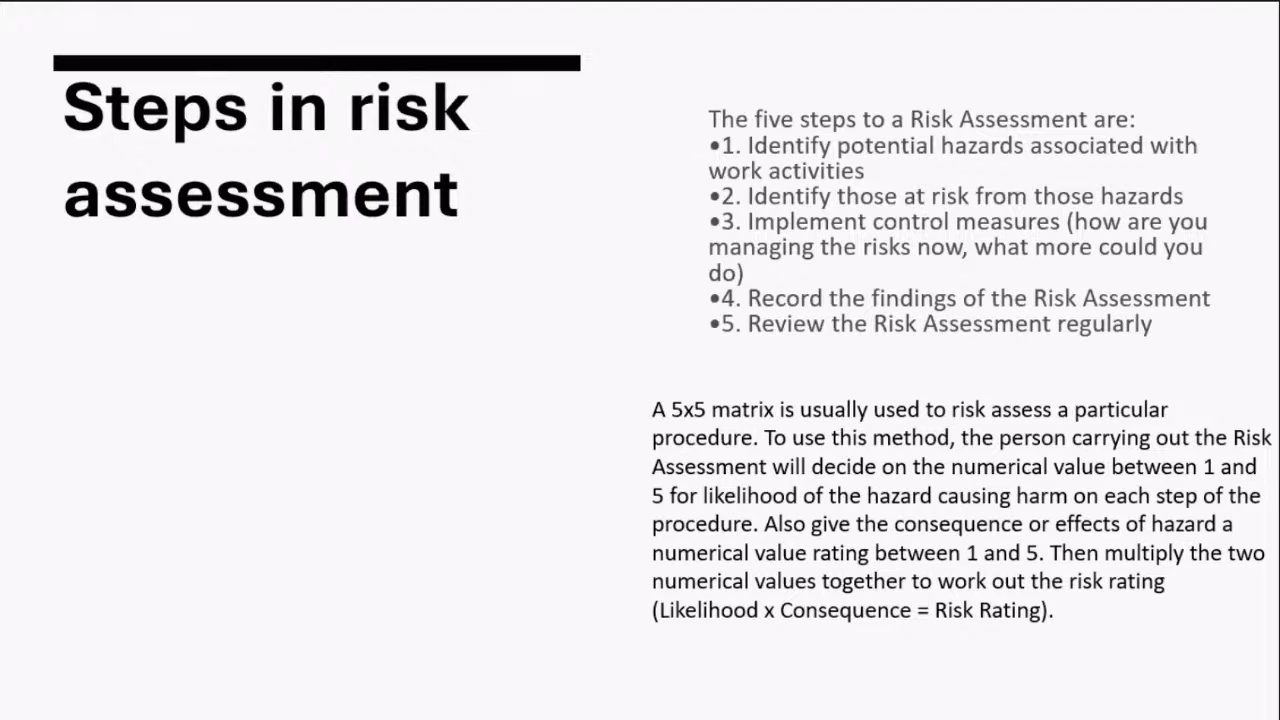 Steps in risk
assessment
The five steps to a Risk Assessment are:
•1. Identify potential hazards associated with
work activities
•2. Identify those at risk from those hazards
•3. Implement control measures (how are you
managing the risks now, what more could you
do)
•4. Record the findings of the Risk Assessment
•5. Review the Risk Assessment regularly
A 5x5 matrix is usually used to risk assess a particular
procedure. To use this method, the person carrying out the Risk
Assessment will decide on the numerical value between 1 and
5 for likelihood of the hazard causing harm on each step of the
procedure. Also give the consequence or effects of hazard a
numerical value rating between 1 and 5. Then multiply the two
numerical values together to work out the risk rating
(Likelihood x Consequence = Risk Rating).